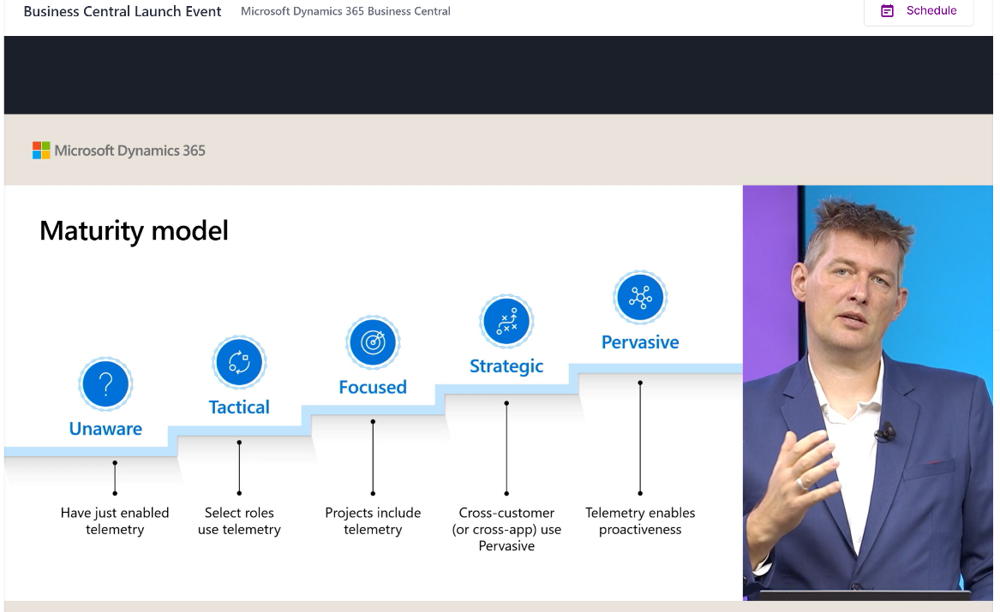 Business Central Launch Event
Microsoft Dynamics 365 Business Central
Schedule
Microsoft Dynamics 365
Maturity model
Unaware
Tactical
Focused
Strategic
Pervasive
Have just enabled
telemetry
Select roles
use telemetry
Projects include
telemetry
Cross-customer
(or cross-app) use
Pervasive
Telemetry enables
proactiveness